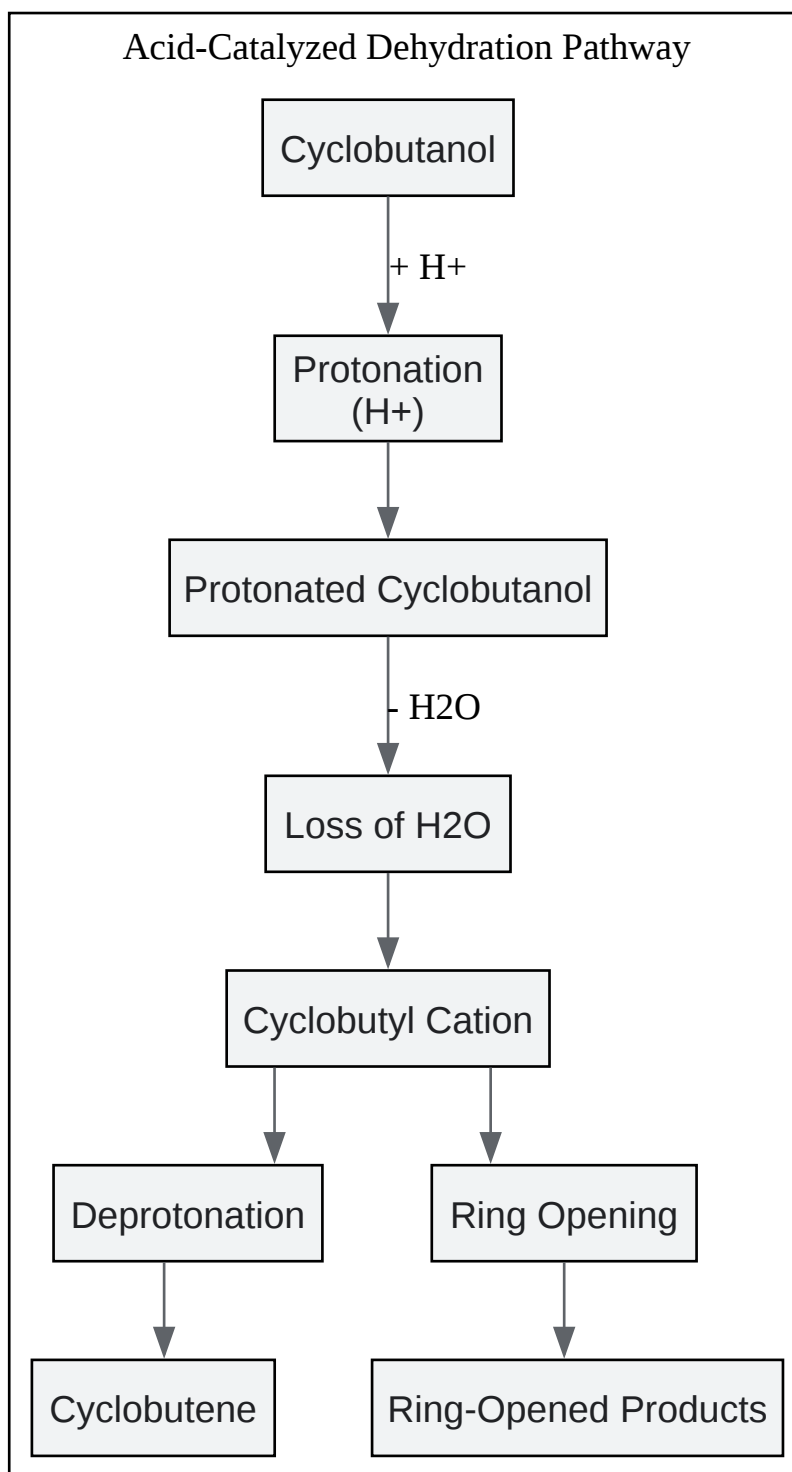 Acid-Catalyzed Dehydration Pathway
Cyclobutanol
+ H+
Protonation
(H+)
Protonated Cyclobutanol
- H2O
Loss of H2O
Cyclobutyl Cation
Deprotonation
Ring Opening
Cyclobutene
Ring-Opened Products